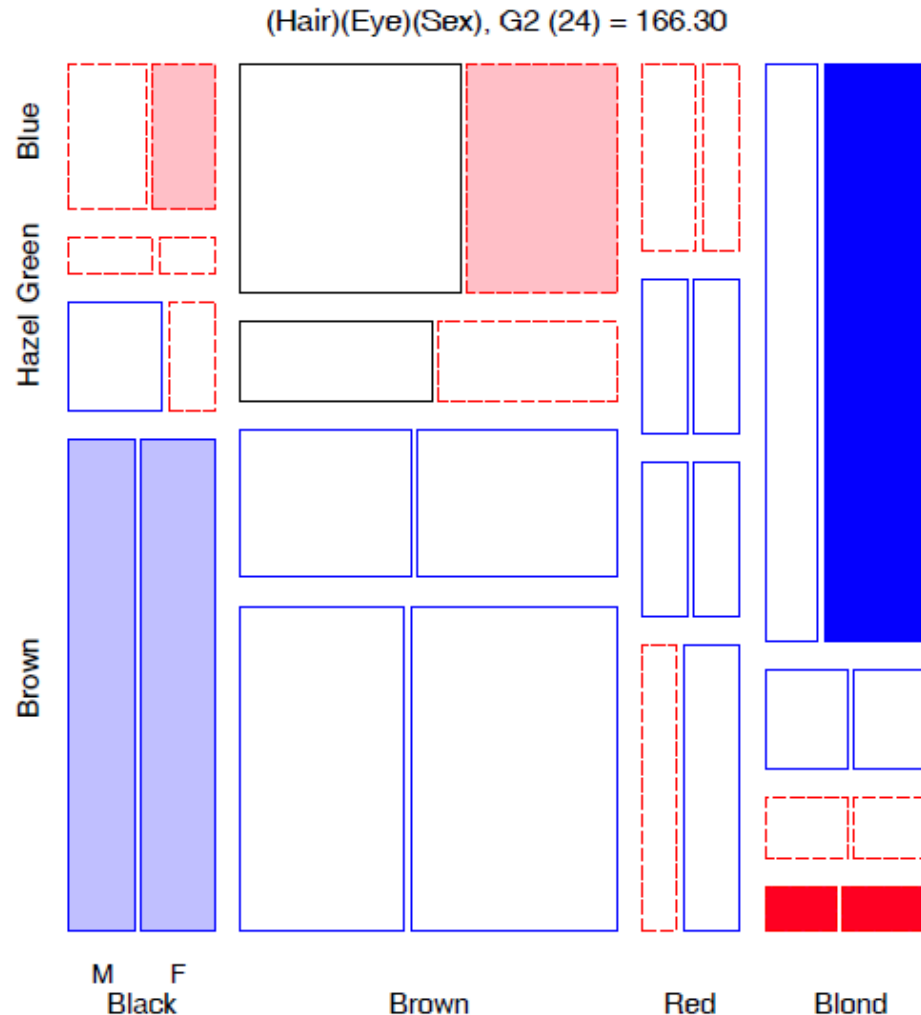 (Hair)(Eye)(Sex), G2 (24) = 166.30
Blue
Green
Hazel
Brown
M F
Black Brown Red Blond